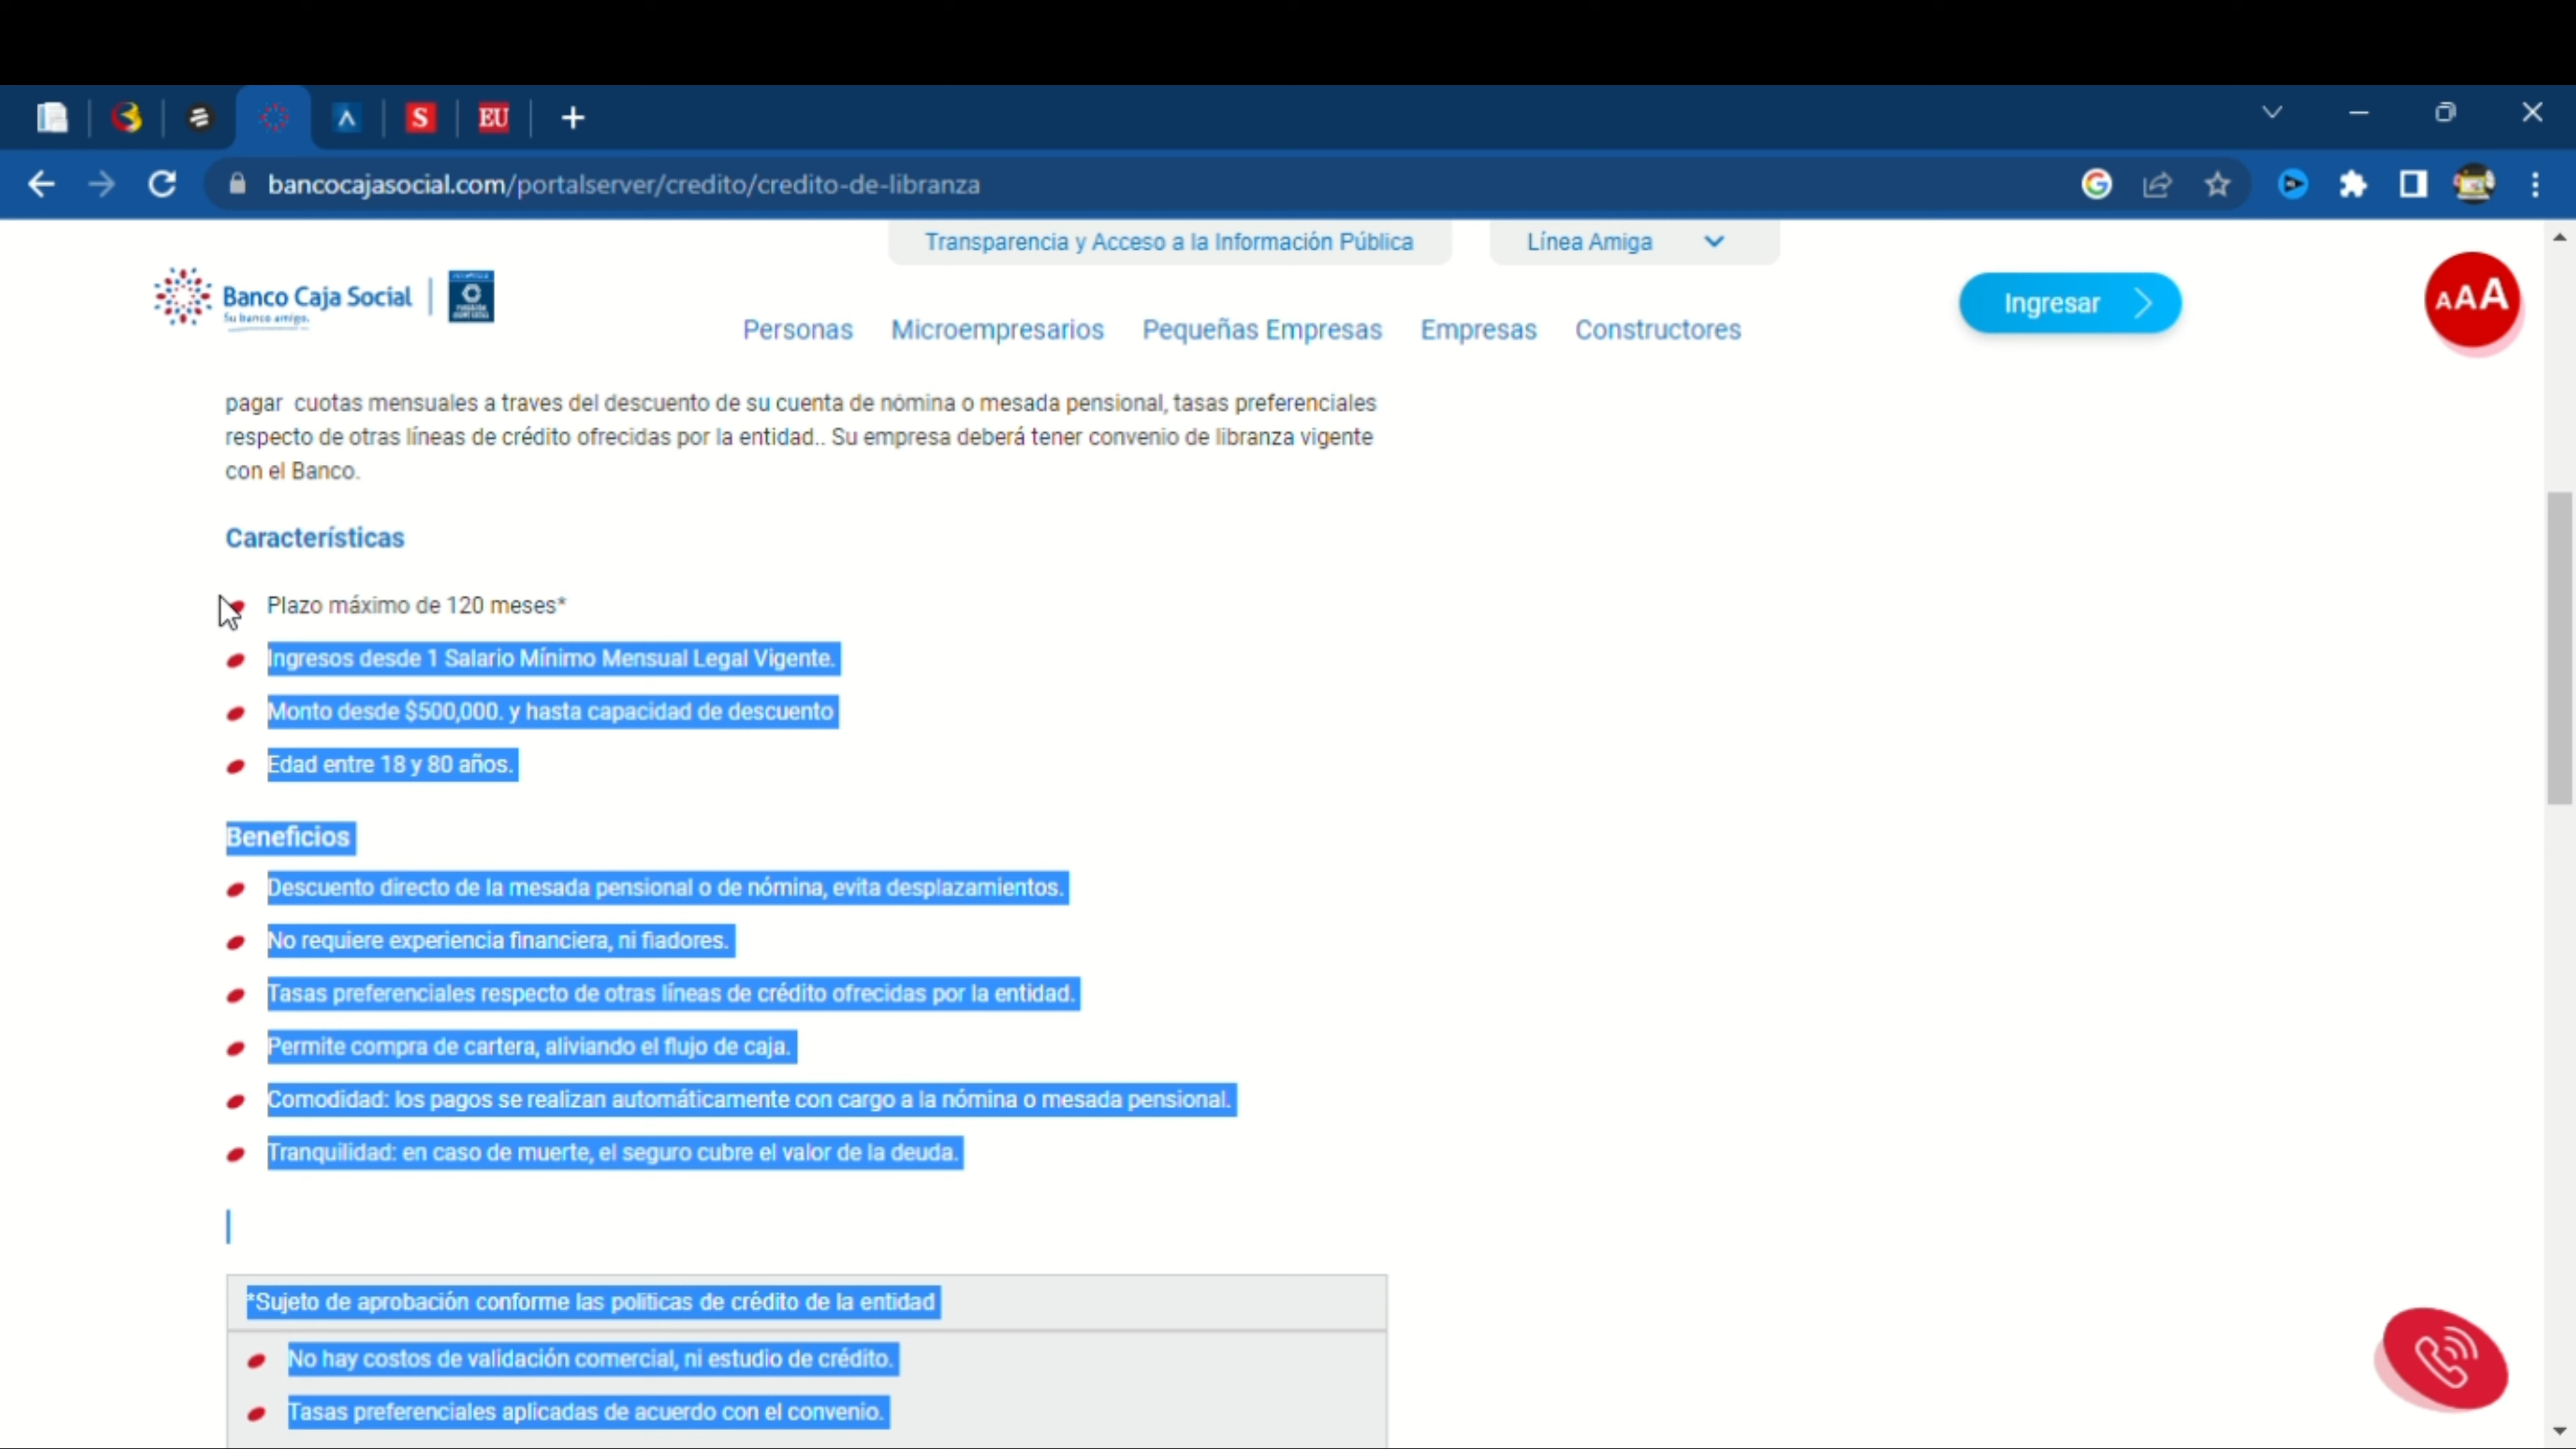 S
EU
bancocajasocial.com/portalserver/credito/credito-de-libranza
Transparencia y Acceso a la Información Pública
Línea Amiga
Banco Caja Social
Su banco amigo.
Ingresar
AAA
Personas
Microempresarios
Pequeñas Empresas
Empresas
Constructores
pagar cuotas mensuales a traves del descuento de su cuenta de nómina o mesada pensional, tasas preferenciales
respecto de otras líneas de crédito ofrecidas por la entidad.. Su empresa deberá tener convenio de libranza vigente
con el Banco.
Características
Plazo máximo de 120 meses*
Ingresos desde 1 Salario Mínimo Mensual Legal Vigente.
Monto desde $500,000. y hasta capacidad de descuento
Edad entre 18 y 80 años.
Beneficios
Descuento directo de la mesada pensional o de nómina, evita desplazamientos.
No requiere experiencia financiera, ni fiadores.
Tasas preferenciales respecto de otras líneas de crédito ofrecidas por la entidad.
Permite compra de cartera, aliviando el flujo de caja.
Comodidad: los pagos se realizan automáticamente con cargo a la nómina o mesada pensional.
Tranquilidad: en caso de muerte, el seguro cubre el valor de la deuda.
*Sujeto de aprobación conforme las politicas de crédito de la entidad
No hay costos de validación comercial, ni estudio de crédito.
Tasas preferenciales aplicadas de acuerdo con el convenio.